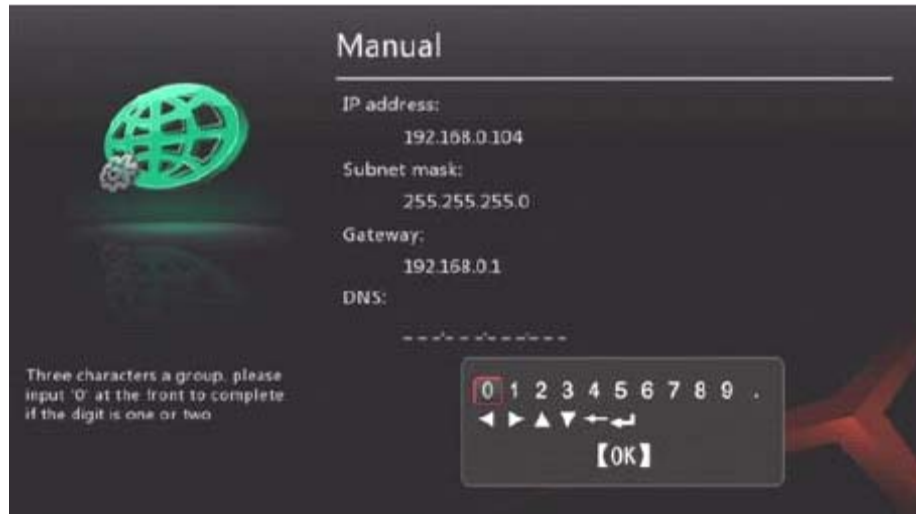 Manual
IP address:
192.168.0.104
Subnet mask:
255.255.255.0
Gateway:
192.168.0.1
DNS:
_ _ _._ _ _._ _ _._ _ _
Three characters a group, please
input '0' at the front to complete
if the digit is one or two
0 1 2 3 4 5 6 7 8 9 .
◀ ▶ ▲ ▼ ← ↵
【OK】